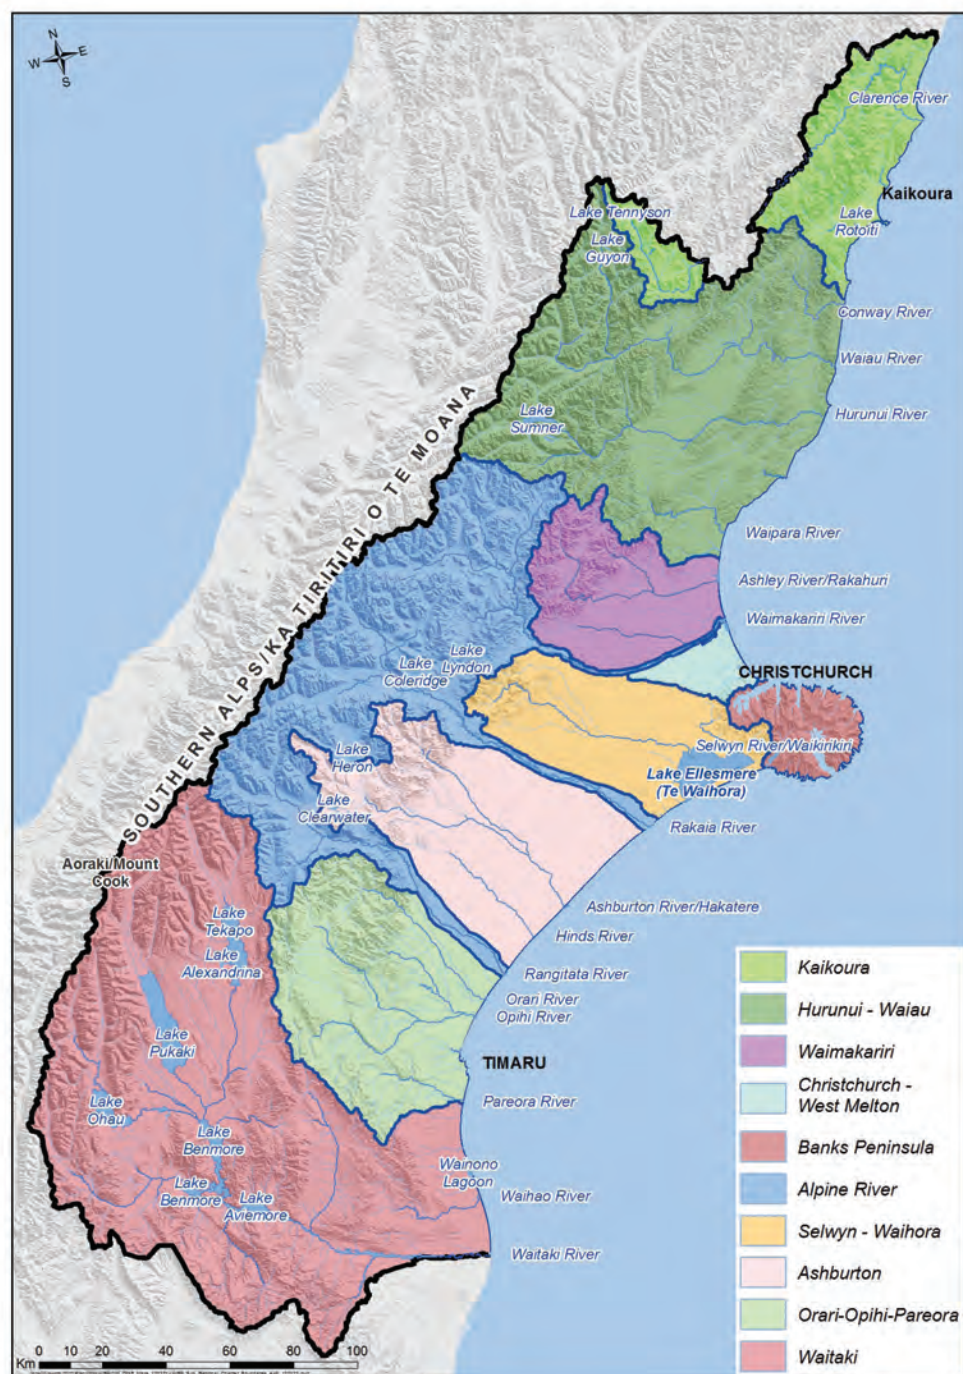 N
W E
S
Clarence River
Kaikoura
Lake Tennyson
Lake
Rotoiti
Lake
Guyon
Conway River
Waiau River
Hurunui River
Lake
Sumner
SOUTHERN ALPS/KA TIRITIRI O TE MOANA
Waipara River
Ashley River/Rakahuri
Waimakariri River
Lake
Lyndon
Lake
Coleridge
CHRISTCHURCH
Selwyn River/Waikirikiri
Lake
Heron
Lake Ellesmere
(Te Waihora)
Lake
Clearwater
Rakaia River
Aoraki/Mount
Cook
Lake
Tekapo
Lake
Alexandrina
Ashburton River/Hakatere
Hinds River
Rangitata River
Orari River
Opihi River
Lake
Pukaki
TIMARU
Lake
Ohau
Pareora River
Lake
Benmore
Wainono
Lagoon
Lake
Benmore
Lake
Aviemore
Waihao River
Waitaki River
Kaikoura
Hurunui - Waiau
Waimakariri
Christchurch -
West Melton
Banks Peninsula
Alpine River
Selwyn - Waihora
Ashburton
Orari-Opihi-Pareora
Waitaki
Km 0 20 40 60 80 100